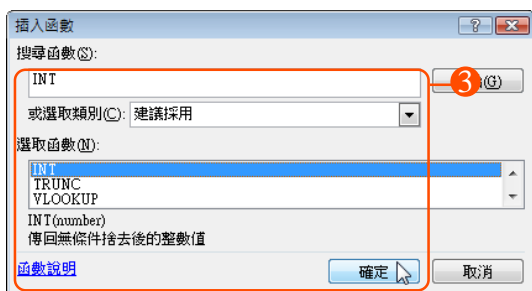 插入函數
搜尋函數(S):
INT
3
(G)
或選取類別(C): 建議採用
選取函數(N):
INT
TRUNC
VLOOKUP
INT(number)
傳回無條件捨去後的整數值
函數說明
確定
取消